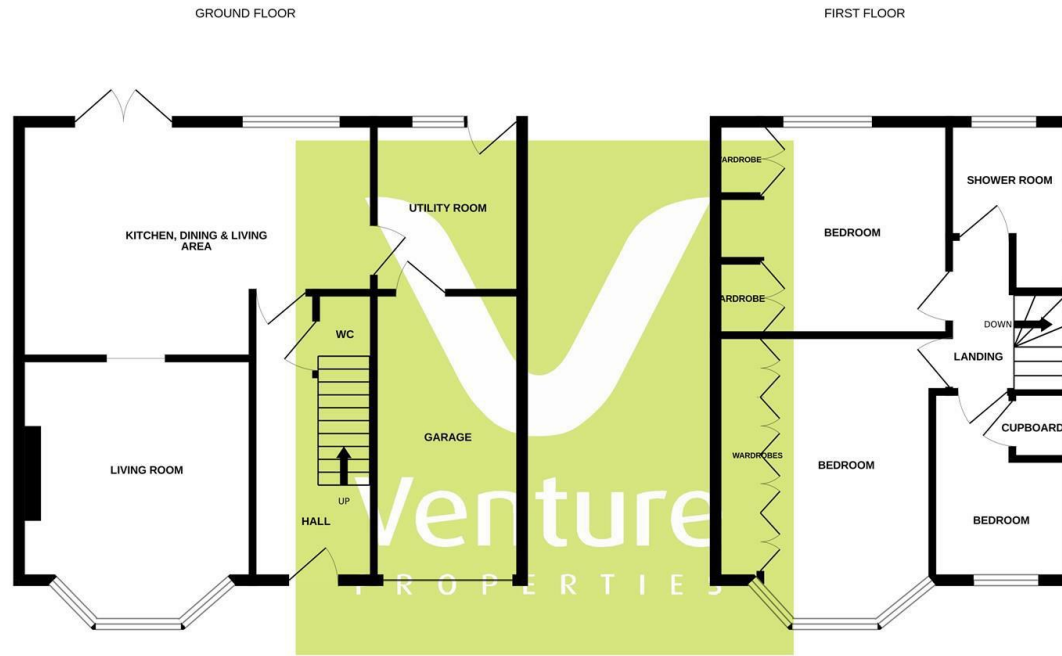 GROUND FLOOR
FIRST FLOOR
KITCHEN, DINING & LIVING
AREA
UTILITY ROOM
WC
LIVING ROOM
GARAGE
UP
HALL
WARDROBE
BEDROOM
SHOWER ROOM
WARDROBE
DOWN
LANDING
CUPBOARD
WARDROBES
BEDROOM
BEDROOM
Venture
PROPERTIES